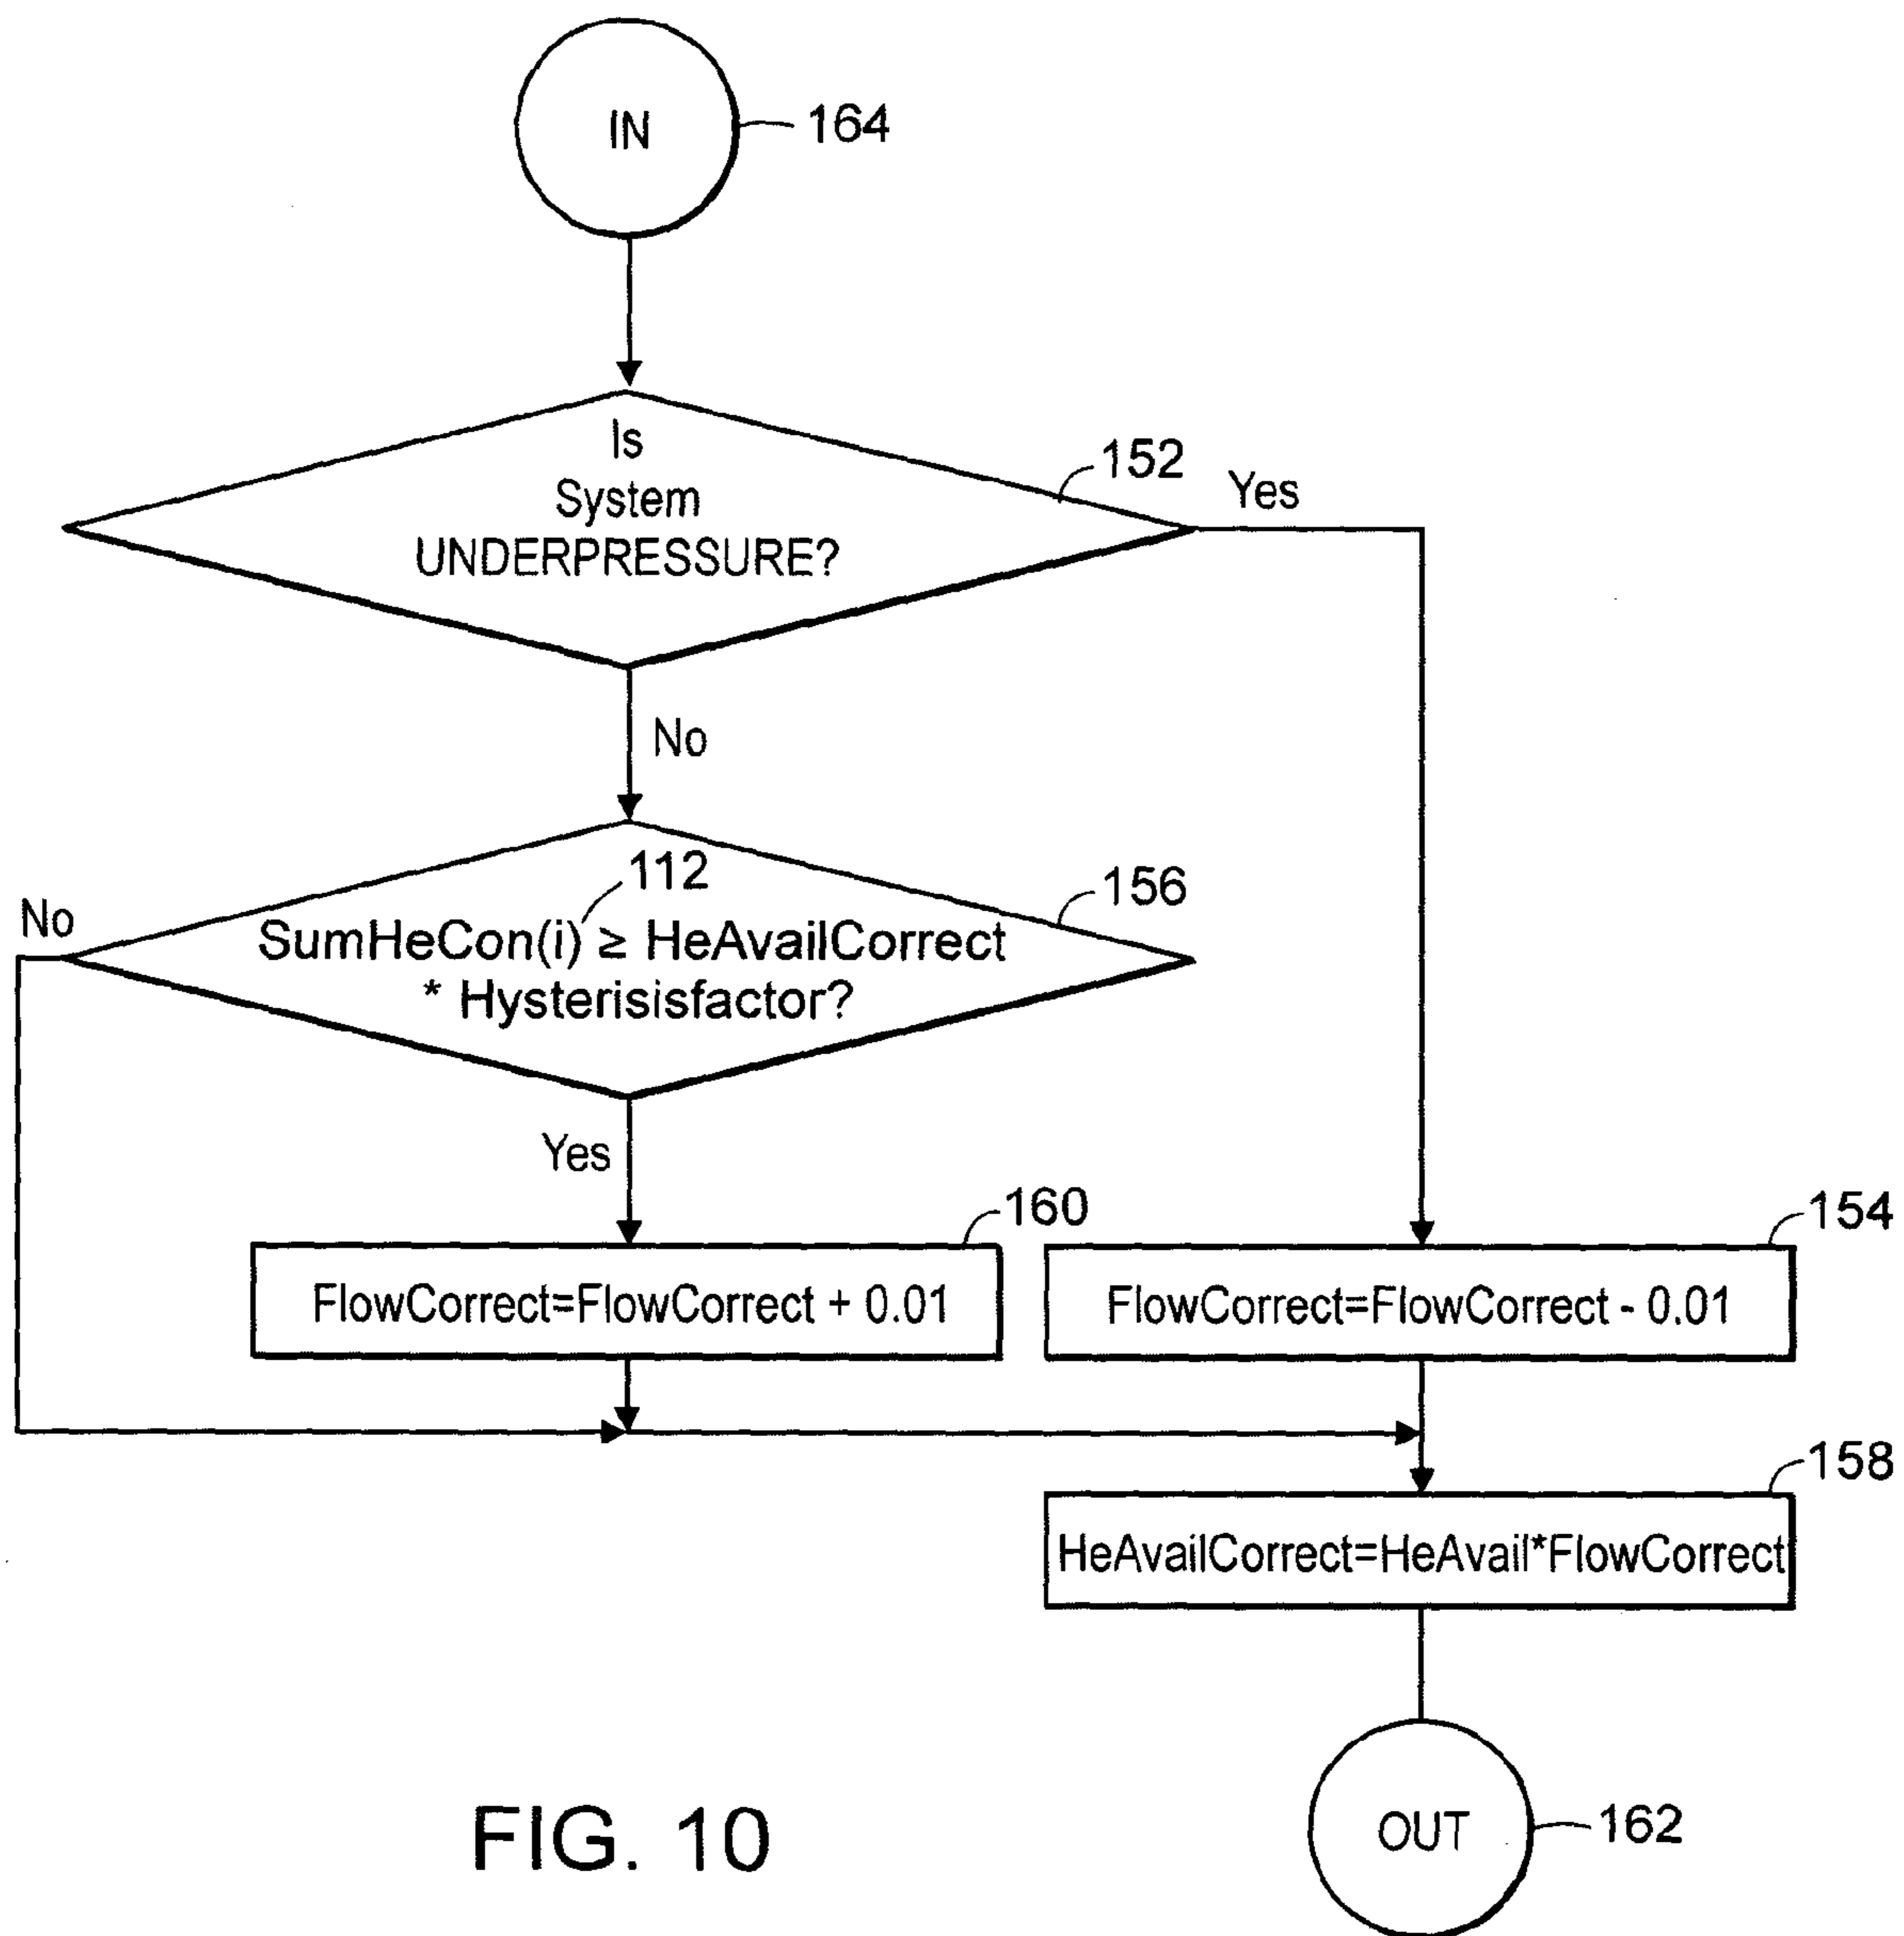 IN
164
Is
System
UNDERPRESSURE?
152
Yes
No
112
156
No
SumHeCon(i) ≥ HeAvailCorrect
* Hysterisisfactor?
Yes
160
154
FlowCorrect=FlowCorrect + 0.01
FlowCorrect=FlowCorrect - 0.01
158
HeAvailCorrect=HeAvail*FlowCorrect
OUT
162
FIG. 10